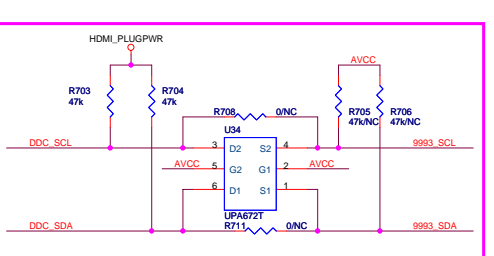 HDMI_PLUGPWR
AVCC
R703
47k
R704
47k
R708
0/NC
R705
47k/NC
R706
47k/NC
U34
DDC_SCL
3
D2
S2
4
9993_SCL
AVCC
5
G2
G1
2
AVCC
6
D1
S1
1
UPA672T
DDC_SDA
R711
0/NC
9993_SDA